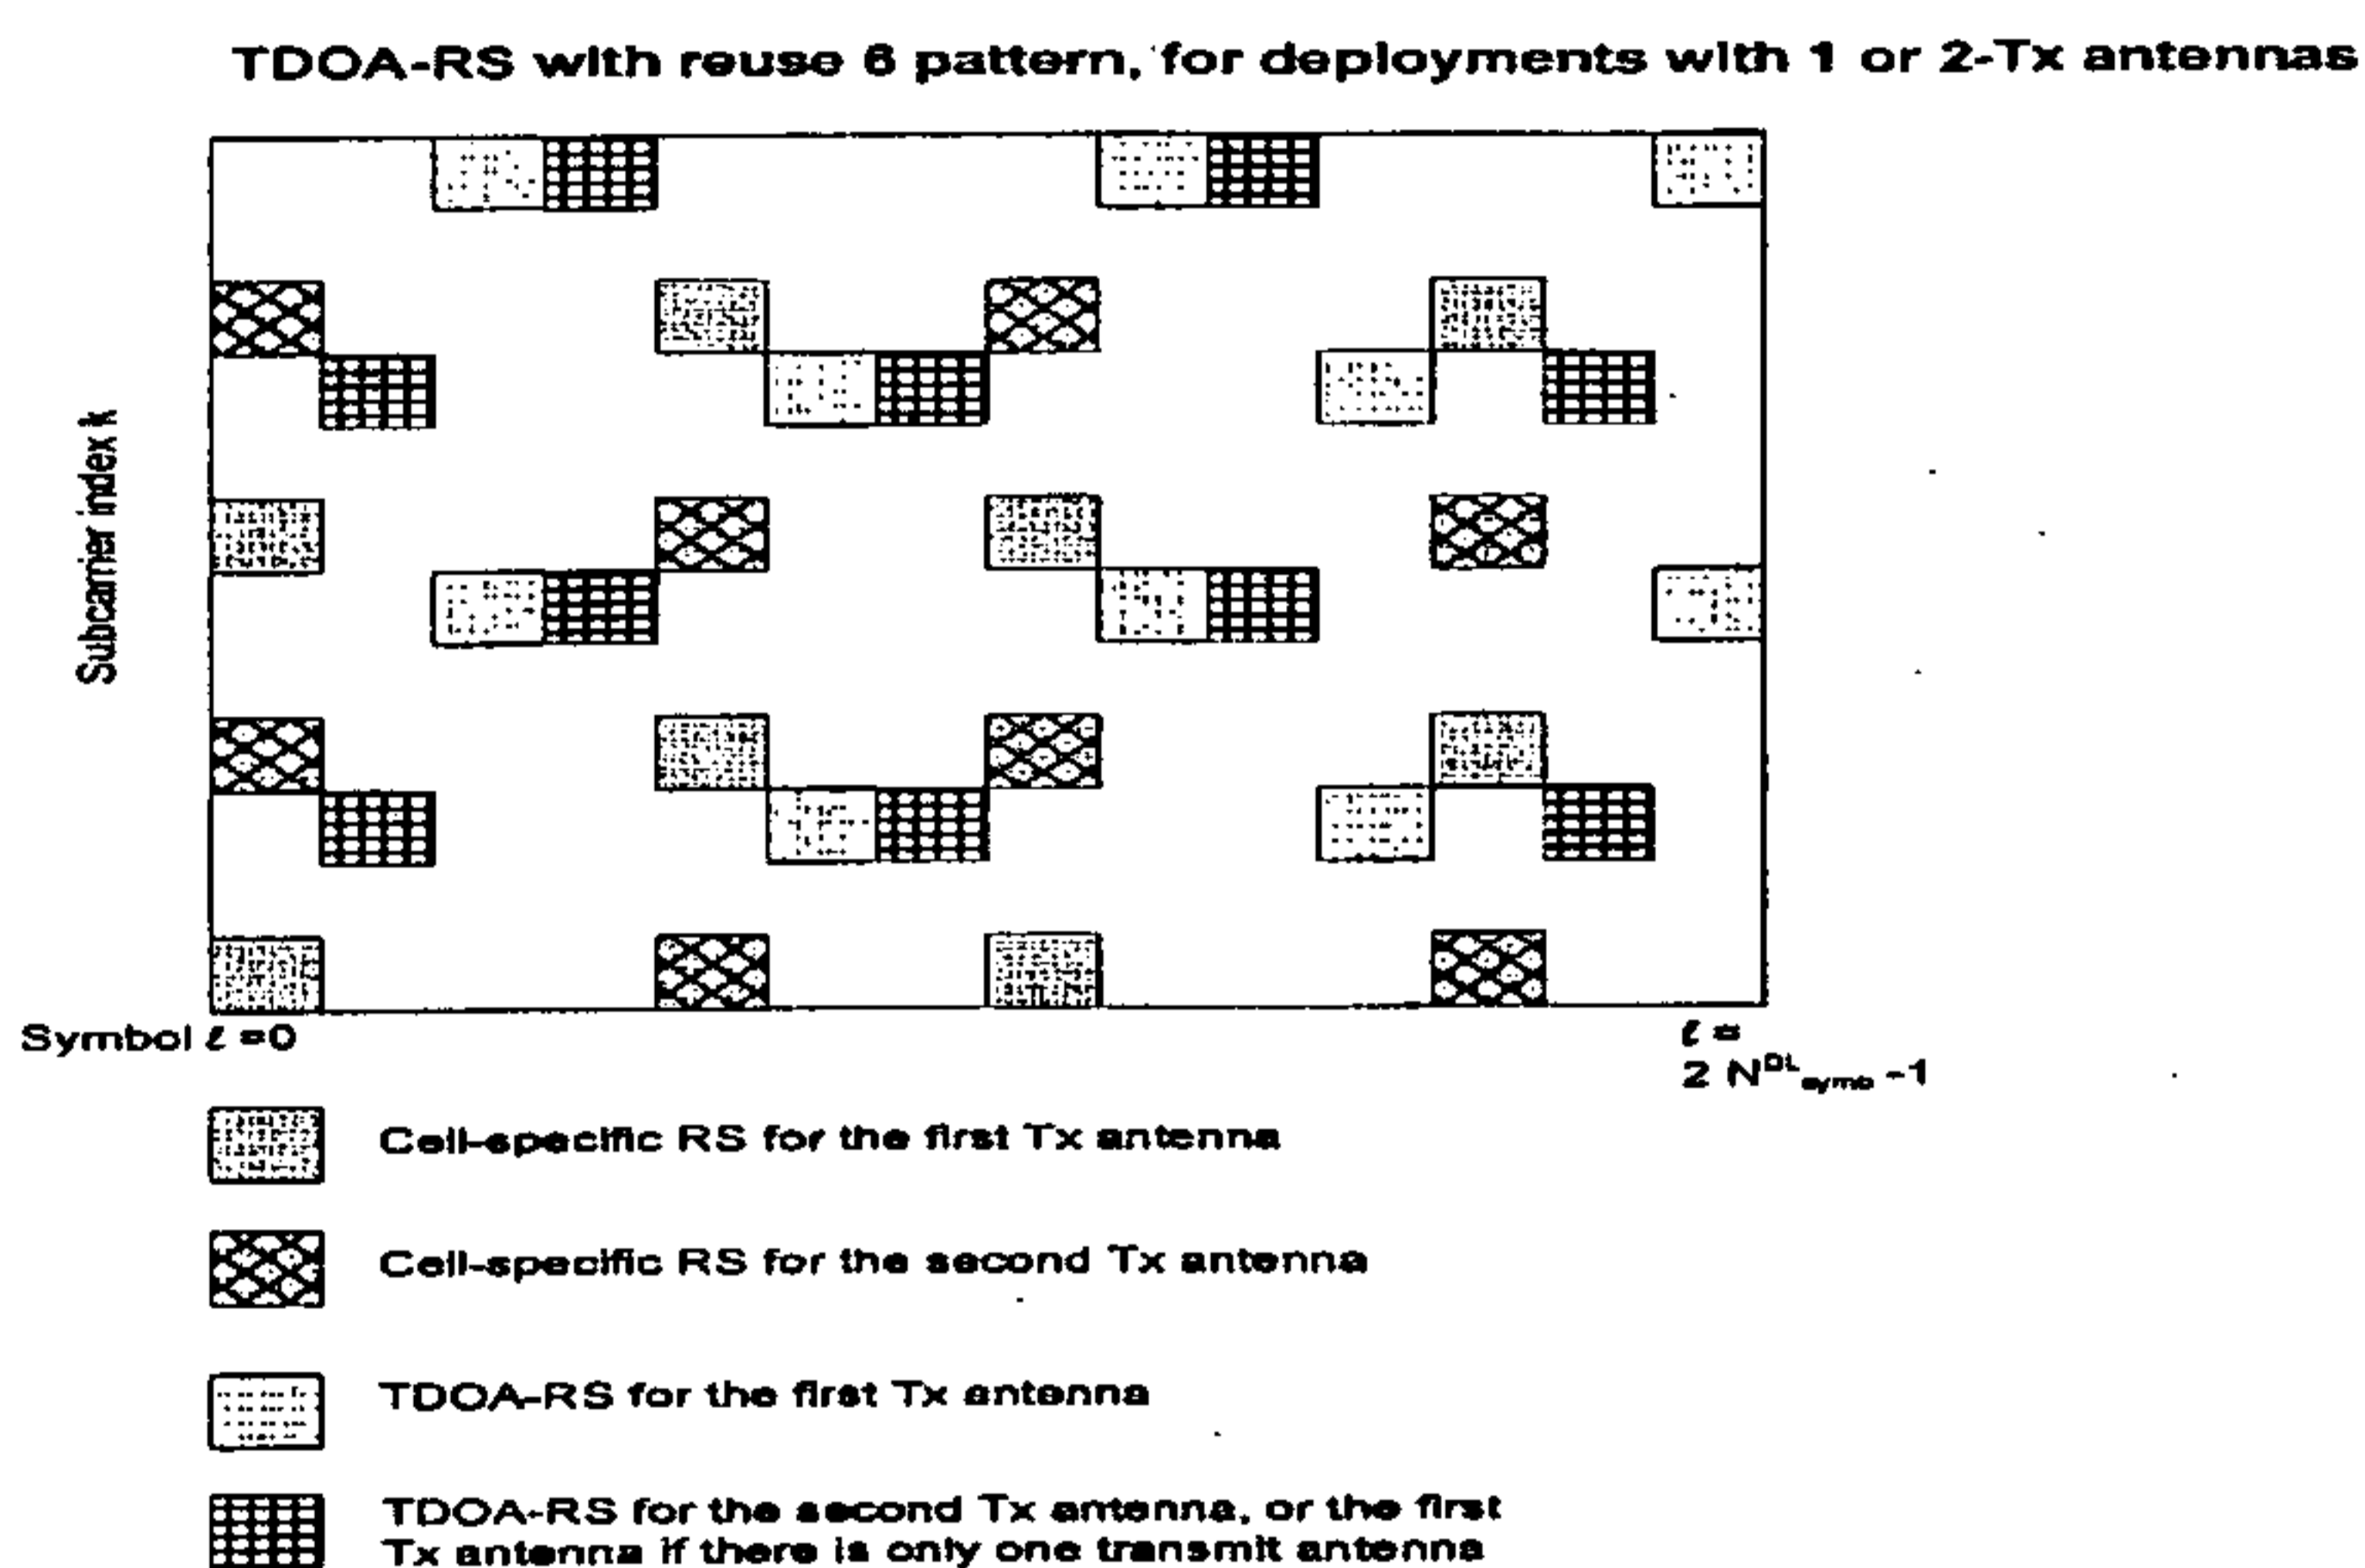 TDOA-RS with reuse 6 pattern, for deployments with 1 or 2-Tx antennas
Subcarrier index k
Symbol ℓ =0
ℓ =
2 N^DL_symb -1
Cell-specific RS for the first Tx antenna
Cell-specific RS for the second Tx antenna
TDOA-RS for the first Tx antenna
TDOA-RS for the second Tx antenna, or the first
Tx antenna if there is only one transmit antenna